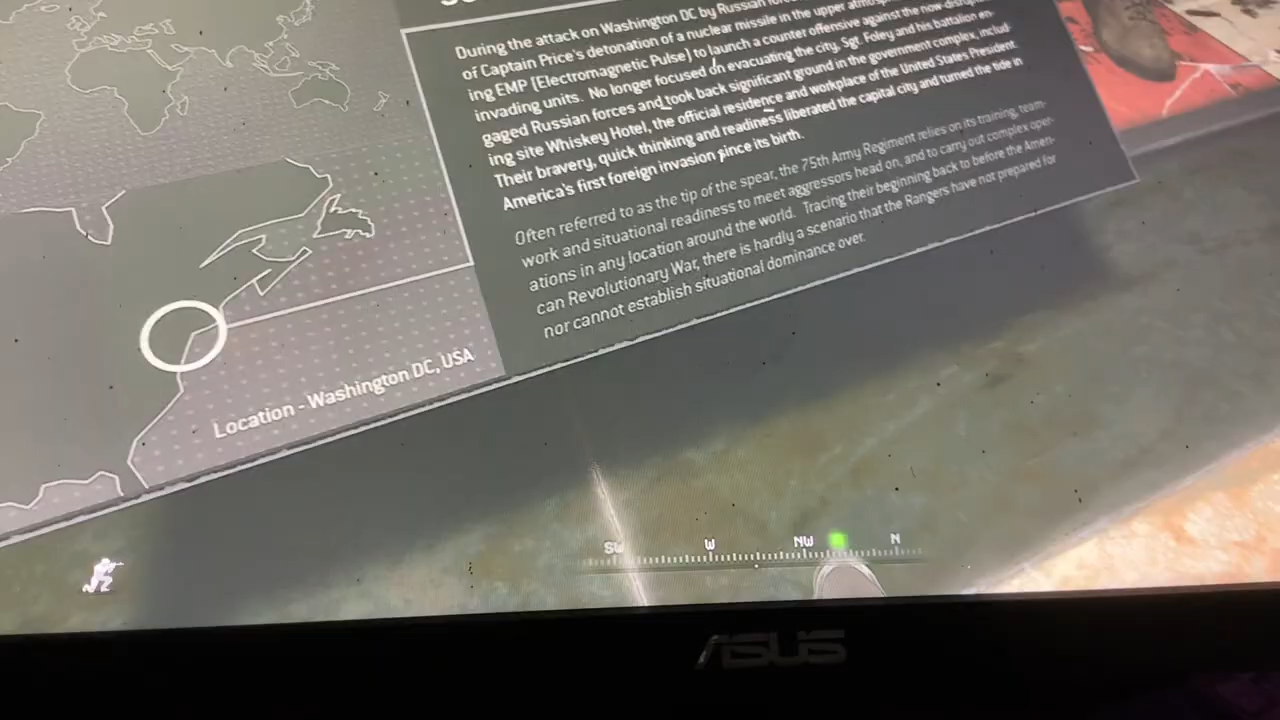 During the attack on Washington DC by Russian
of Captain Price's detonation of a nuclear missile in the upper
ing EMP [Electromagnetic Pulse] to launch a counter offensive against the now
invading units. No longer focused on evacuating the city, Sgt. Foley and his battalion en-
gaged Russian forces and took back significant ground in the government complex, includ-
ing site Whiskey Hotel, the official residence and workplace of the United States President.
Their bravery, quick thinking and readiness liberated the capital city and turned the tide in
America's first foreign invasion since its birth.
Often referred to as the tip of the spear, the 75th Army Regiment relies on its training, team-
work and situational readiness to meet aggressors head on, and to carry out complex oper-
ations in any location around the world. Tracing their beginning back to before the Ameri-
can Revolutionary War, there is hardly a scenario that the Rangers have not prepared for
nor cannot establish situational dominance over.
Location - Washington DC, USA
SW W NW N
ASUS